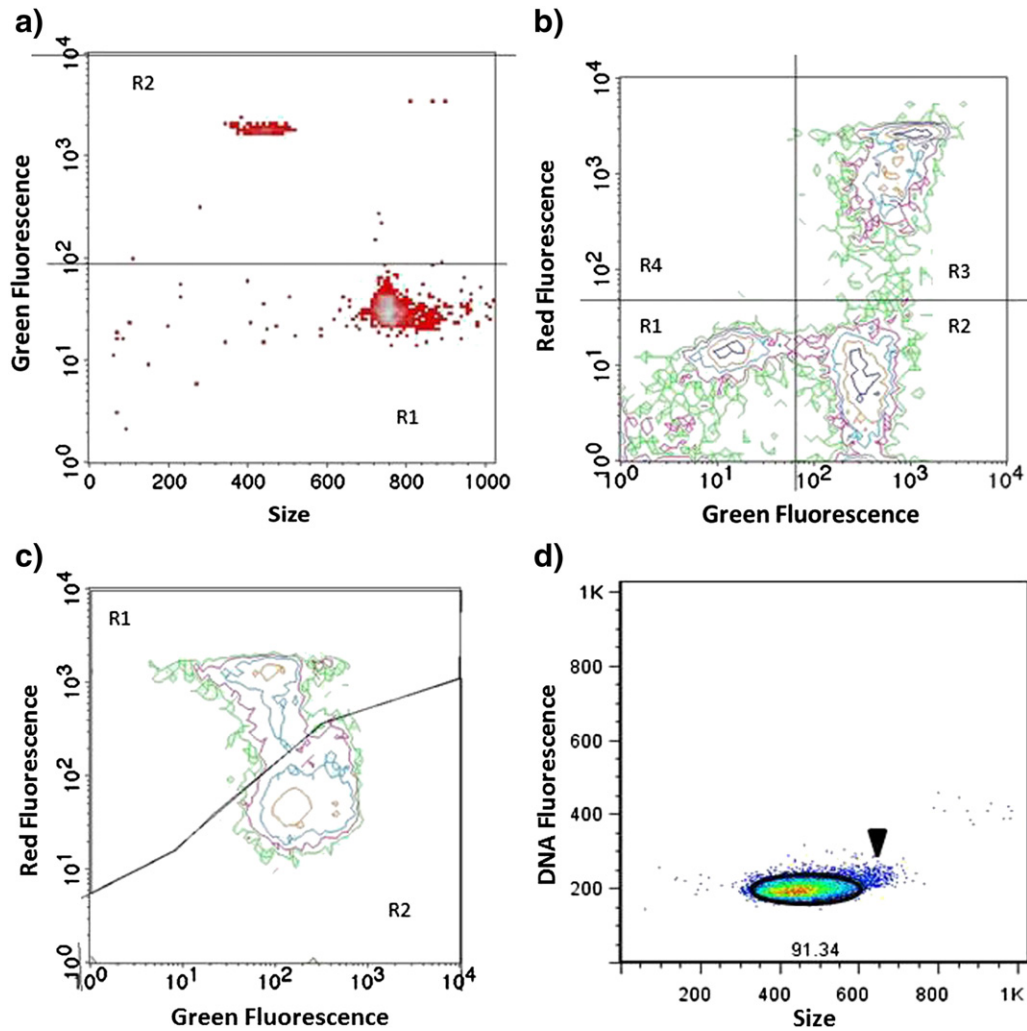 a)
Green Fluorescence
10^4
10^3
10^2
10^1
10^0
R2
R1
0 200 400 600 800 1000
Size
b)
Red Fluorescence
10^4
10^3
10^2
10^1
10^0
R4 R3
R1 R2
10^0 10^1 10^2 10^3 10^4
Green Fluorescence
c)
Red Fluorescence
10^4
10^3
10^2
10^1
10^0
R1
R2
10^0 10^1 10^2 10^3 10^4
Green Fluorescence
d)
DNA Fluorescence
1K
800
600
400
200
91.34
200 400 600 800 1K
Size